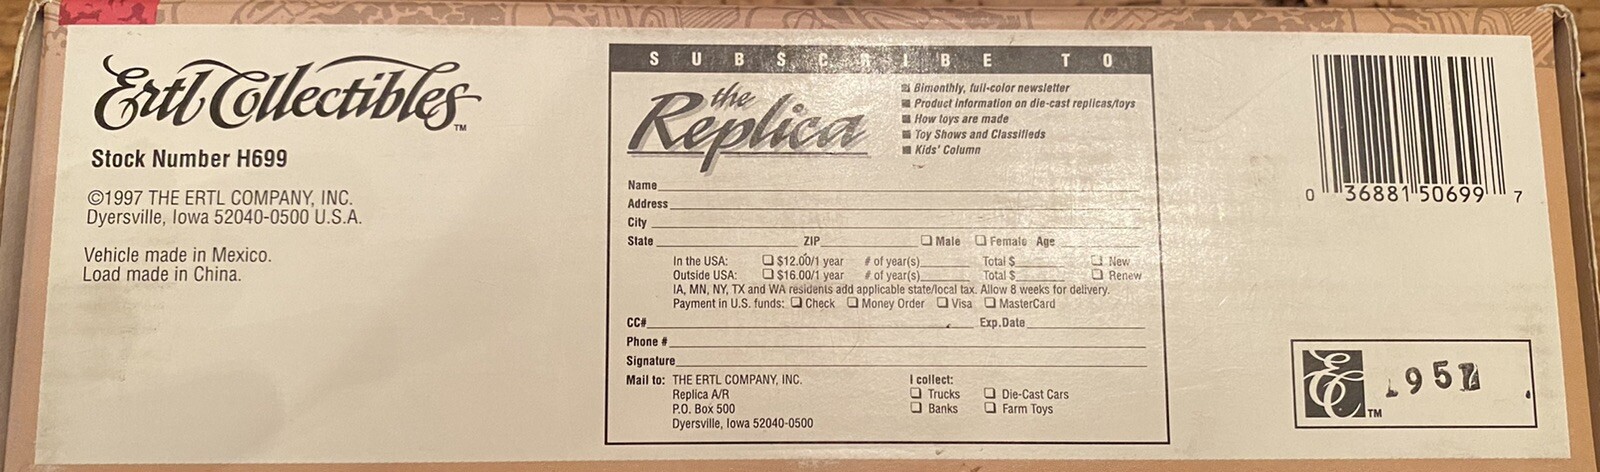 Ertl Collectibles™
Stock Number H699
©1997 THE ERTL COMPANY, INC.
Dyersville, Iowa 52040-0500 U.S.A.
Vehicle made in Mexico.
Load made in China.
SUBSCRIBE TO
the
Replica
Bimonthly, full-color newsletter
Product information on die-cast replicas/toys
How toys are made
Toy Shows and Classifieds
Kids' Column
Name
Address
City
State ZIP ❏ Male ❏ Female Age
In the USA: ❏ $12.00/1 year # of year(s) Total $ ❏ New
Outside USA: ❏ $16.00/1 year # of year(s) Total $ ❏ Renew
IA, MN, NY, TX and WA residents add applicable state/local tax. Allow 8 weeks for delivery.
Payment in U.S. funds: ❏ Check ❏ Money Order ❏ Visa ❏ MasterCard
CC# Exp.Date
Phone #
Signature
Mail to: THE ERTL COMPANY, INC.
Replica A/R
P.O. Box 500
Dyersville, Iowa 52040-0500
I collect:
❏ Trucks ❏ Die-Cast Cars
❏ Banks ❏ Farm Toys
0 36881 50699 7
EC™